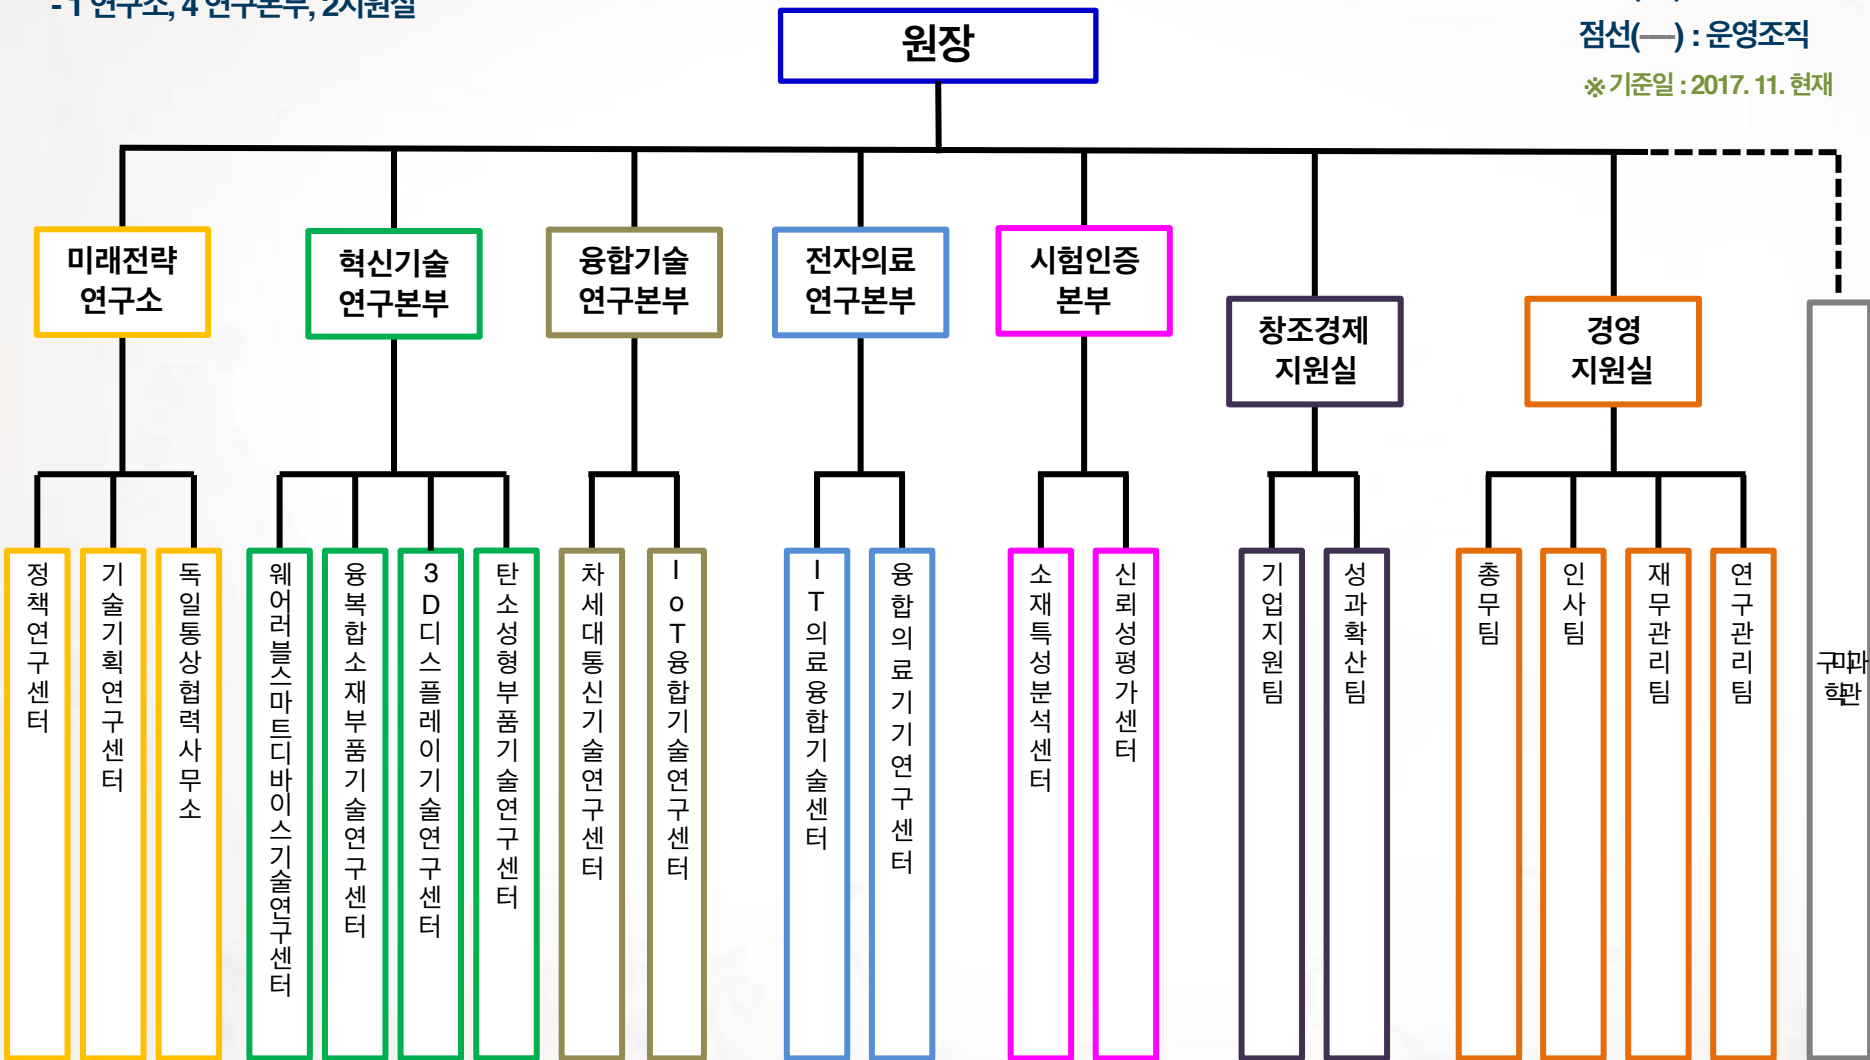 - 1 연구소, 4 연구본부, 2지원실
점선(----) : 운영조직
※ 기준일 : 2017. 11. 현재
원장
미래전략
연구소
혁신기술
연구본부
융합기술
연구본부
전자의료
연구본부
시험인증
본부
창조경제
지원실
경영
지원실
정책연구센터
기술기획연구센터
독일통상협력사무소
웨어러블스마트디바이스기술연구센터
융복합소재부품기술연구센터
3D디스플레이기술연구센터
탄소성형부품기술연구센터
차세대통신기술연구센터
IoT융합기술연구센터
IT의료융합기술센터
융합의료기기연구센터
소재특성분석센터
신뢰성평가센터
기업지원팀
성과확산팀
총무팀
인사팀
재무관리팀
연구관리팀